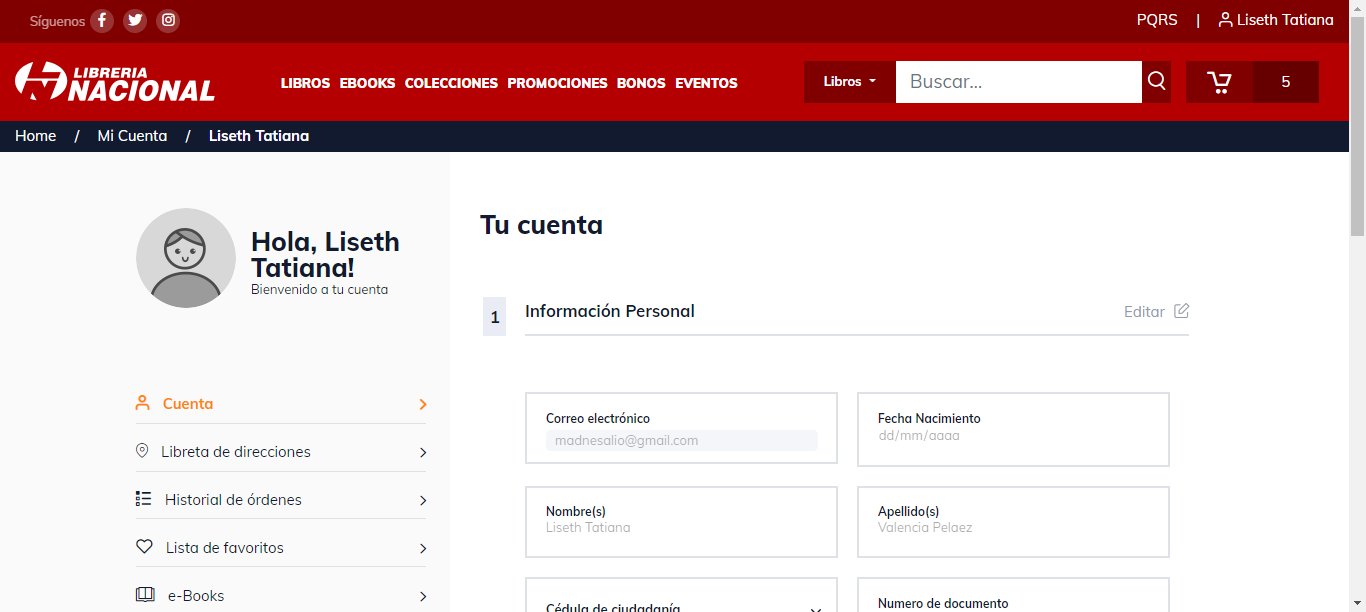 Síguenos
PQRS | Liseth Tatiana
LIBRERIA
NACIONAL
LIBROS EBOOKS COLECCIONES PROMOCIONES BONOS EVENTOS
Libros
Buscar...
5
Home / Mi Cuenta / Liseth Tatiana
Hola, Liseth
Tatiana!
Bienvenido a tu cuenta
Cuenta
Libreta de direcciones
Historial de órdenes
Lista de favoritos
e-Books
Tu cuenta
1 Información Personal
Editar
Correo electrónico
madnesalio@gmail.com
Fecha Nacimiento
dd/mm/aaaa
Nombre(s)
Liseth Tatiana
Apellido(s)
Valencia Pelaez
Cédula de ciudadanía
Numero de documento